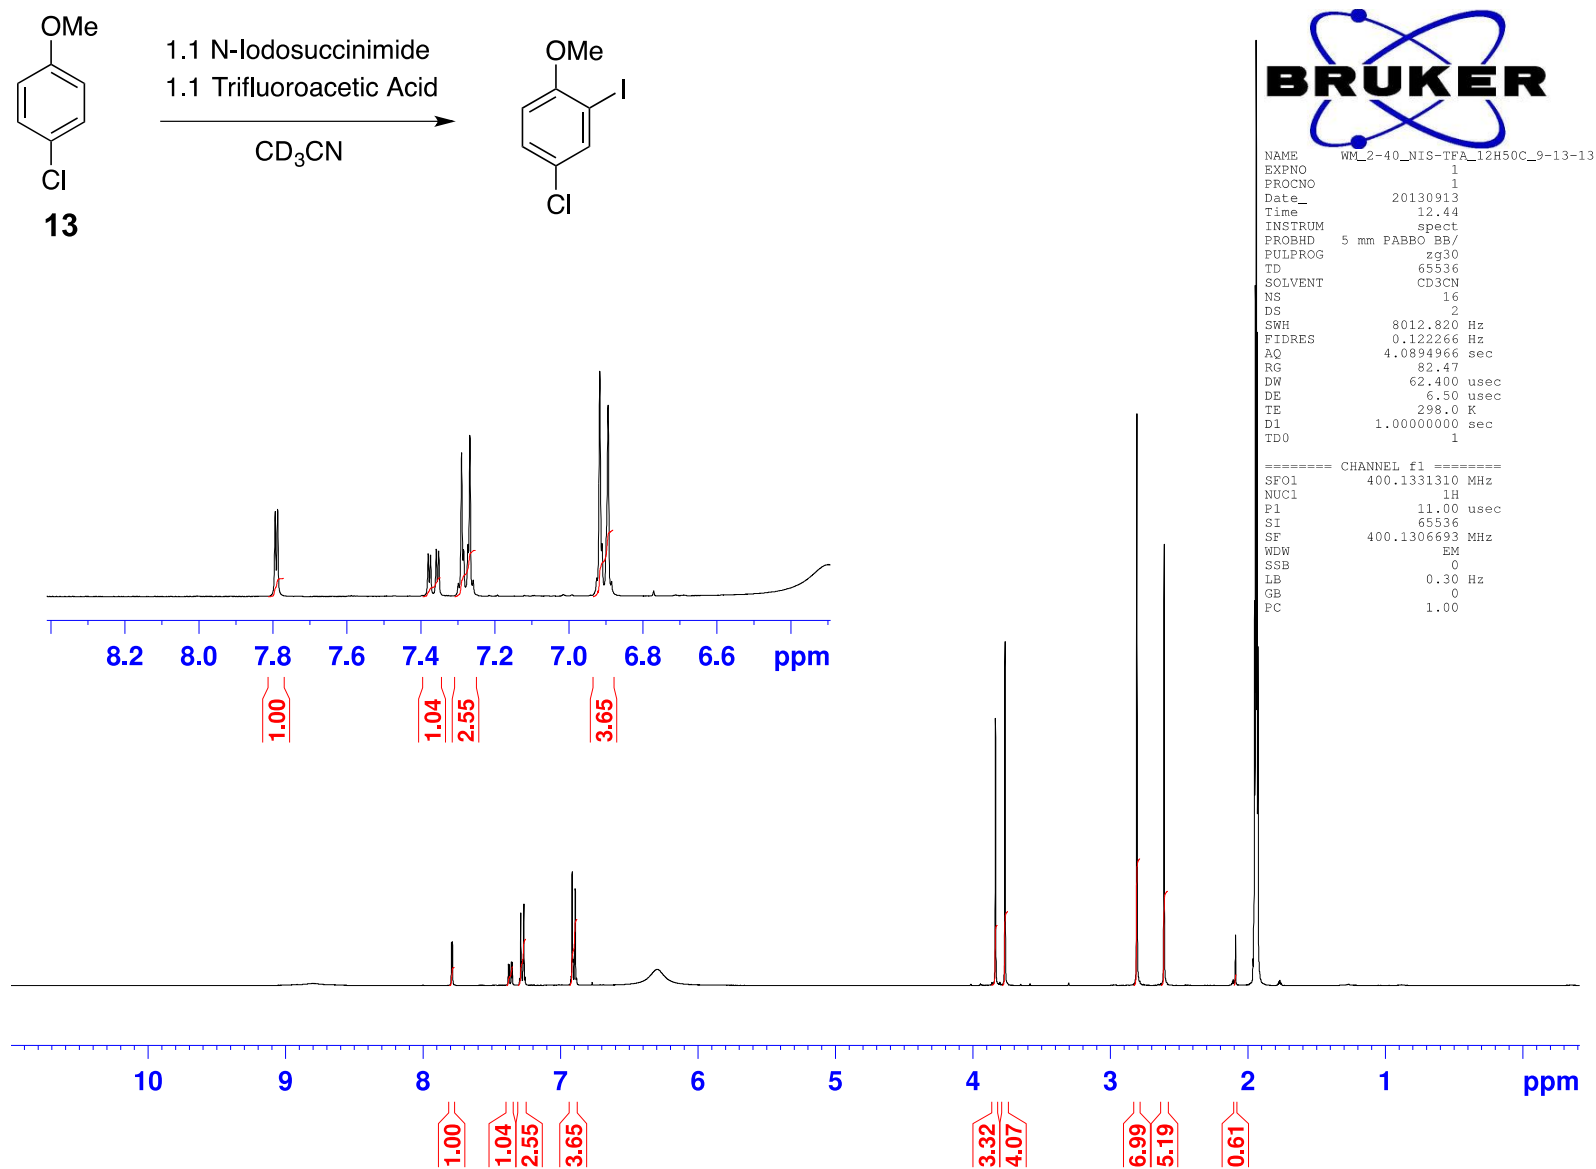 OMe
Cl
13
1.1 N-Iodosuccinimide
1.1 Trifluoroacetic Acid
CD3CN
OMe
I
Cl
BRUKER
NAME WM_2-40_NIS-TFA_12H50C_9-13-13
EXPNO 1
PROCNO 1
Date_ 20130913
Time 12.44
INSTRUM spect
PROBHD 5 mm PABBO BB/
PULPROG zg30
TD 65536
SOLVENT CD3CN
NS 16
DS 2
SWH 8012.820 Hz
FIDRES 0.122266 Hz
AQ 4.0894966 sec
RG 82.47
DW 62.400 usec
DE 6.50 usec
TE 298.0 K
D1 1.00000000 sec
TD0 1
======== CHANNEL f1 ========
SFO1 400.1331310 MHz
NUC1 1H
P1 11.00 usec
SI 65536
SF 400.1306693 MHz
WDW EM
SSB 0
LB 0.30 Hz
GB 0
PC 1.00
8.2 8.0 7.8 7.6 7.4 7.2 7.0 6.8 6.6 ppm
1.00 1.04 2.55 3.65
10 9 8 7 6 5 4 3 2 1 ppm
1.00 1.04 2.55 3.65 3.32 4.07 6.99 5.19 0.61